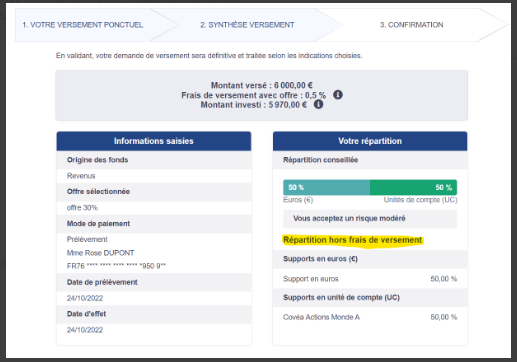 1. VOTRE VERSEMENT PONCTUEL
2. SYNTHÈSE VERSEMENT
3. CONFIRMATION
En validant, votre demande de versement sera définitive et traitée selon les indications choisies.
Montant versé : 6 000,00 €
Frais de versement avec offre : 0,5 %
Montant investi : 5 970,00 €
Informations saisies
Origine des fonds
Revenus
Offre sélectionnée
offre 30%
Mode de paiement
Prélèvement
Mme Rose DUPONT
FR76 **** **** **** **** *950 9**
Date de prélèvement
24/10/2022
Date d'effet
24/10/2022
Votre répartition
Répartition conseillée
50 % 50 %
Euros (€) Unités de compte (UC)
Vous acceptez un risque modéré
Répartition hors frais de versement
Supports en euros (€)
Support en euros 50,00 %
Supports en unité de compte (UC)
Covéa Actions Monde A 50,00 %